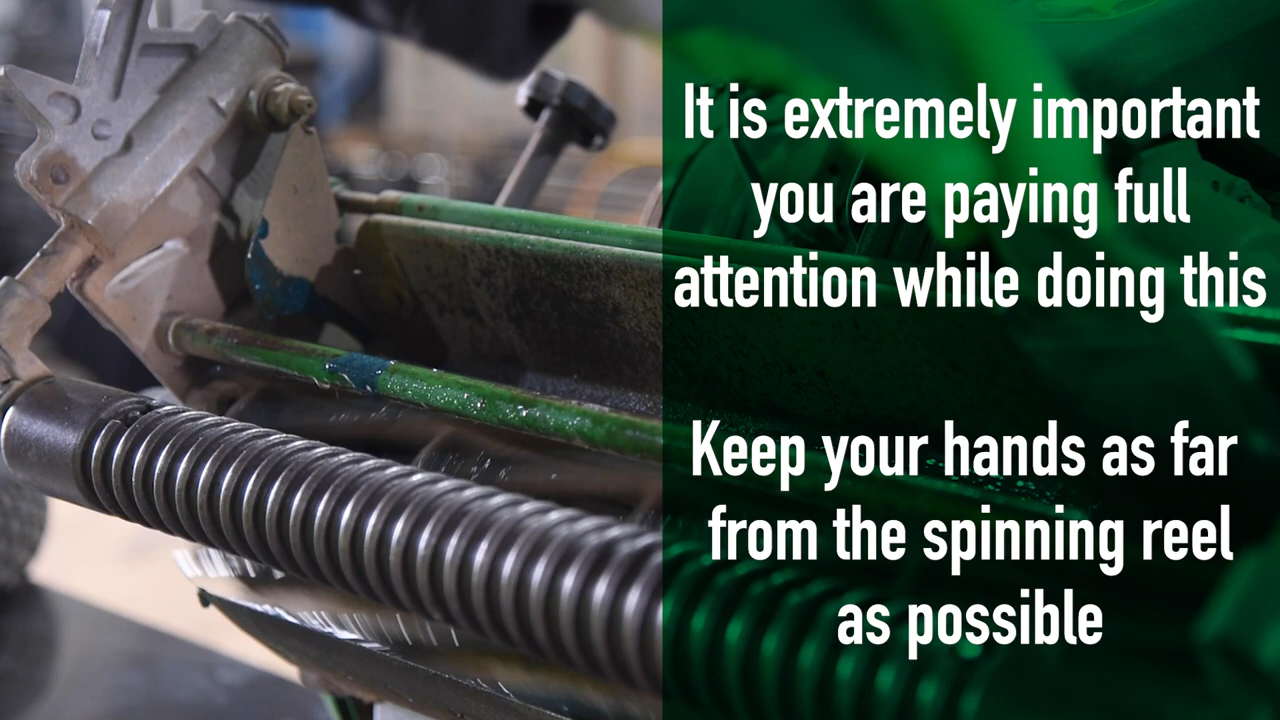 It is extremely important
you are paying full
attention while doing this
Keep your hands as far
from the spinning reel
as possible